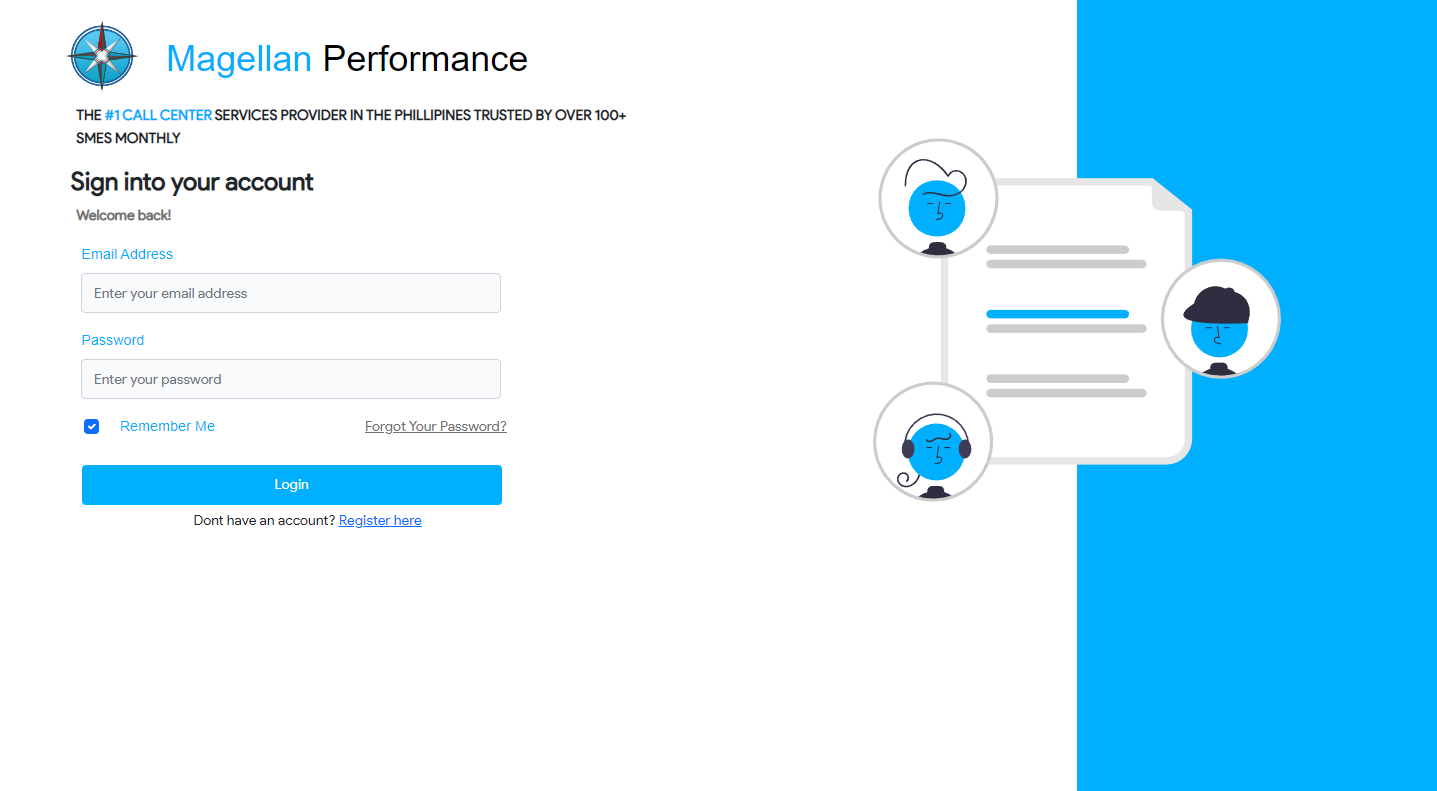 Magellan Performance
THE #1 CALL CENTER SERVICES PROVIDER IN THE PHILLIPINES TRUSTED BY OVER 100+
SMES MONTHLY
Sign into your account
Welcome back!
Email Address
Enter your email address
Password
Enter your password
Remember Me
Forgot Your Password?
Login
Dont have an account? Register here